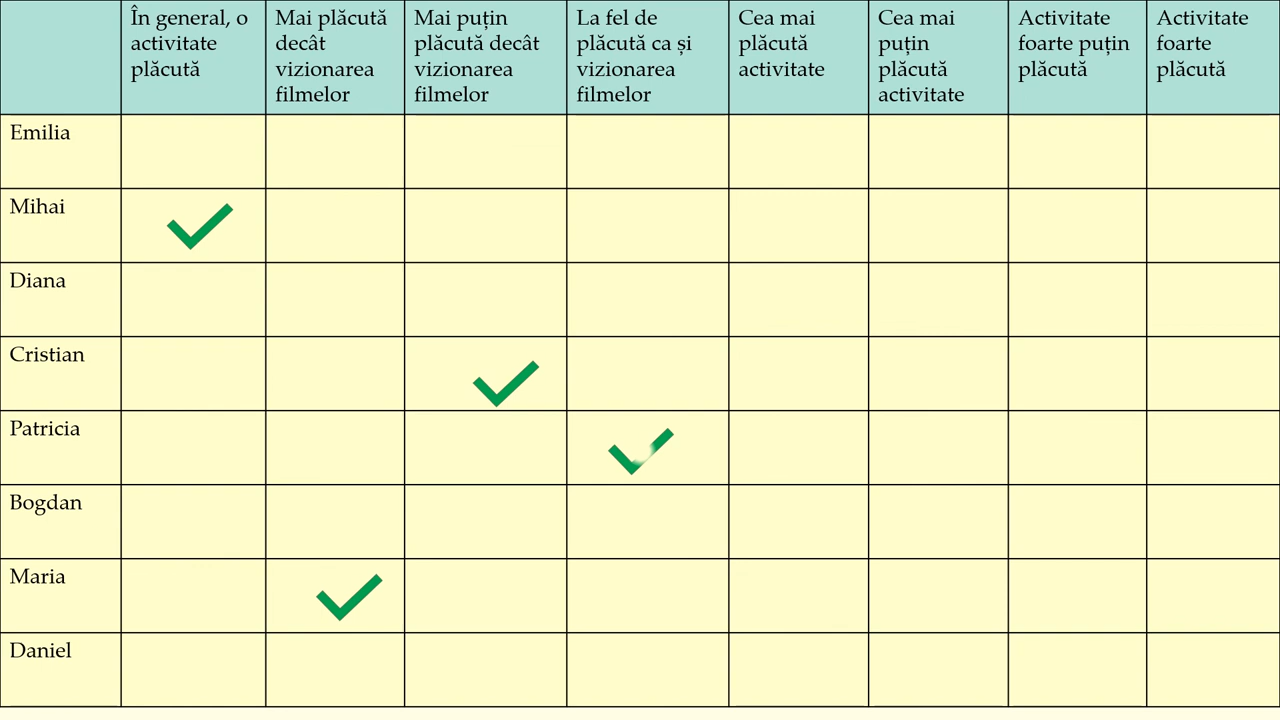 În general, o
activitate
plăcută
Mai plăcută
decât
vizionarea
filmelor
Mai puțin
plăcută decât
vizionarea
filmelor
La fel de
plăcută ca și
vizionarea
filmelor
Cea mai
plăcută
activitate
Cea mai
puțin
plăcută
activitate
Activitate
foarte puțin
plăcută
Activitate
foarte
plăcută
Emilia
Mihai
Diana
Cristian
Patricia
Bogdan
Maria
Daniel